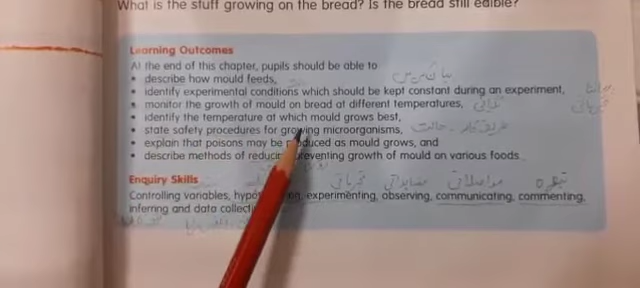 What is the stuff growing on the bread? Is the bread still edible?
Learning Outcomes
At the end of this chapter, pupils should be able to
• describe how mould feeds,
• identify experimental conditions which should be kept constant during an experiment,
• monitor the growth of mould on bread at different temperatures,
• identify the temperature at which mould grows best,
• state safety procedures for growing microorganisms,
• explain that poisons may be produced as mould grows, and
• describe methods of reducing preventing growth of mould on various foods.
Enquiry Skills
تجرباتی مشاہداتی مواصلاتی تبصرہ
Controlling variables, experimenting, observing, communicating, commenting,
inferring and data